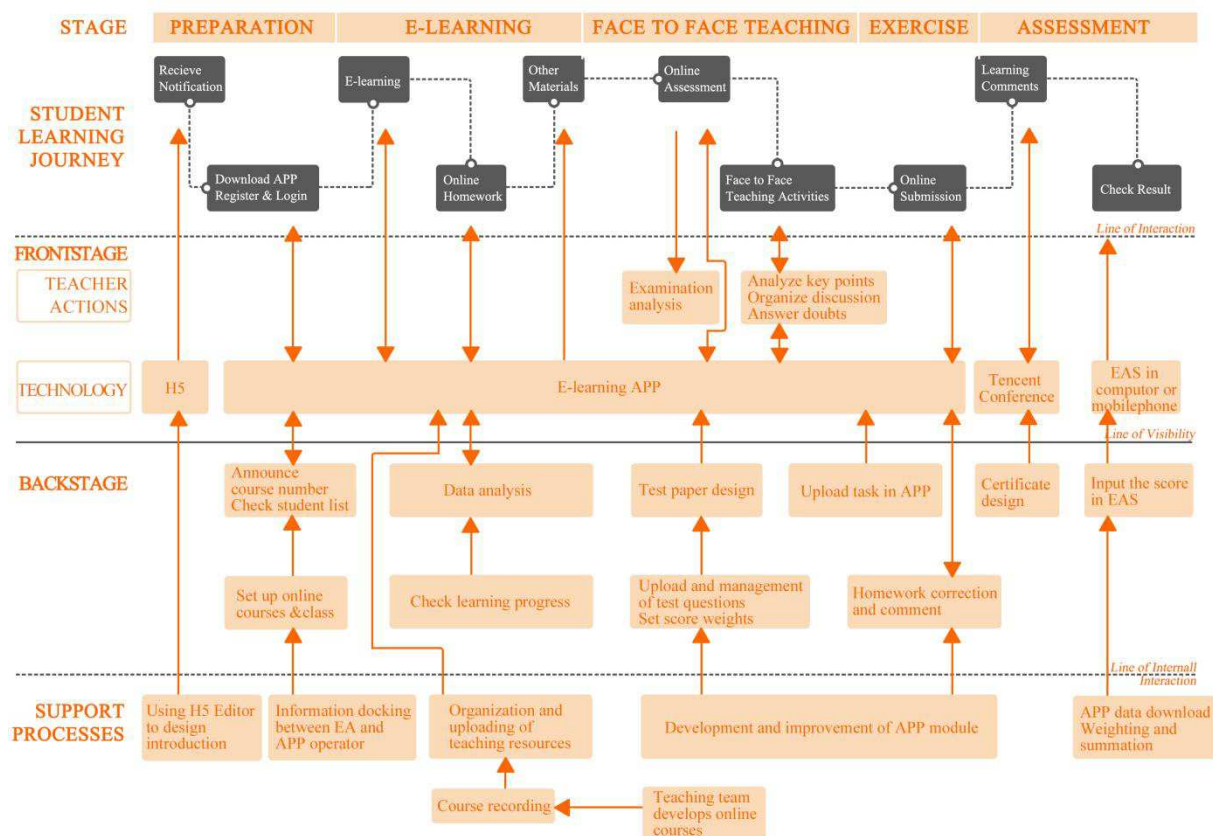 STAGE
PREPARATION
E-LEARNING
FACE TO FACE TEACHING
EXERCISE
ASSESSMENT
STUDENT
LEARNING
JOURNEY
Recieve
Notification
E-learning
Other
Materials
Online
Assessment
Learning
Comments
Download APP
Register & Login
Online
Homework
Face to Face
Teaching Activities
Online
Submission
Check Result
Line of Interaction
FRONTSTAGE
TEACHER
ACTIONS
Examination
analysis
Analyze key points
Organize discussion
Answer doubts
TECHNOLOGY
H5
E-learning APP
Tencent
Conference
EAS in
computor or
mobilephone
Line of Visibility
BACKSTAGE
Announce
course number
Check student list
Data analysis
Test paper design
Upload task in APP
Certificate
design
Input the score
in EAS
Set up online
courses &class
Check learning progress
Upload and management
of test questions
Set score weights
Homework correction
and comment
Line of Internall
Interaction
SUPPORT
PROCESSES
Using H5 Editor
to design
introduction
Information docking
between EA and
APP operator
Organization and
uploading of
teaching resources
Development and improvement of APP module
APP data download
Weighting and
summation
Course recording
Teaching team
develops online
courses